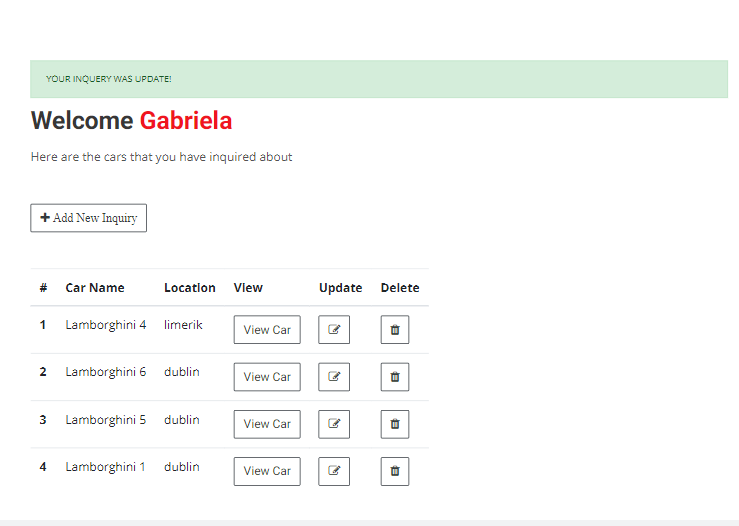 YOUR INQUERY WAS UPDATE!
Welcome Gabriela
Here are the cars that you have inquired about
Add New Inquiry
# Car Name Location View Update Delete
1 Lamborghini 4 limerik View Car
2 Lamborghini 6 dublin View Car
3 Lamborghini 5 dublin View Car
4 Lamborghini 1 dublin View Car